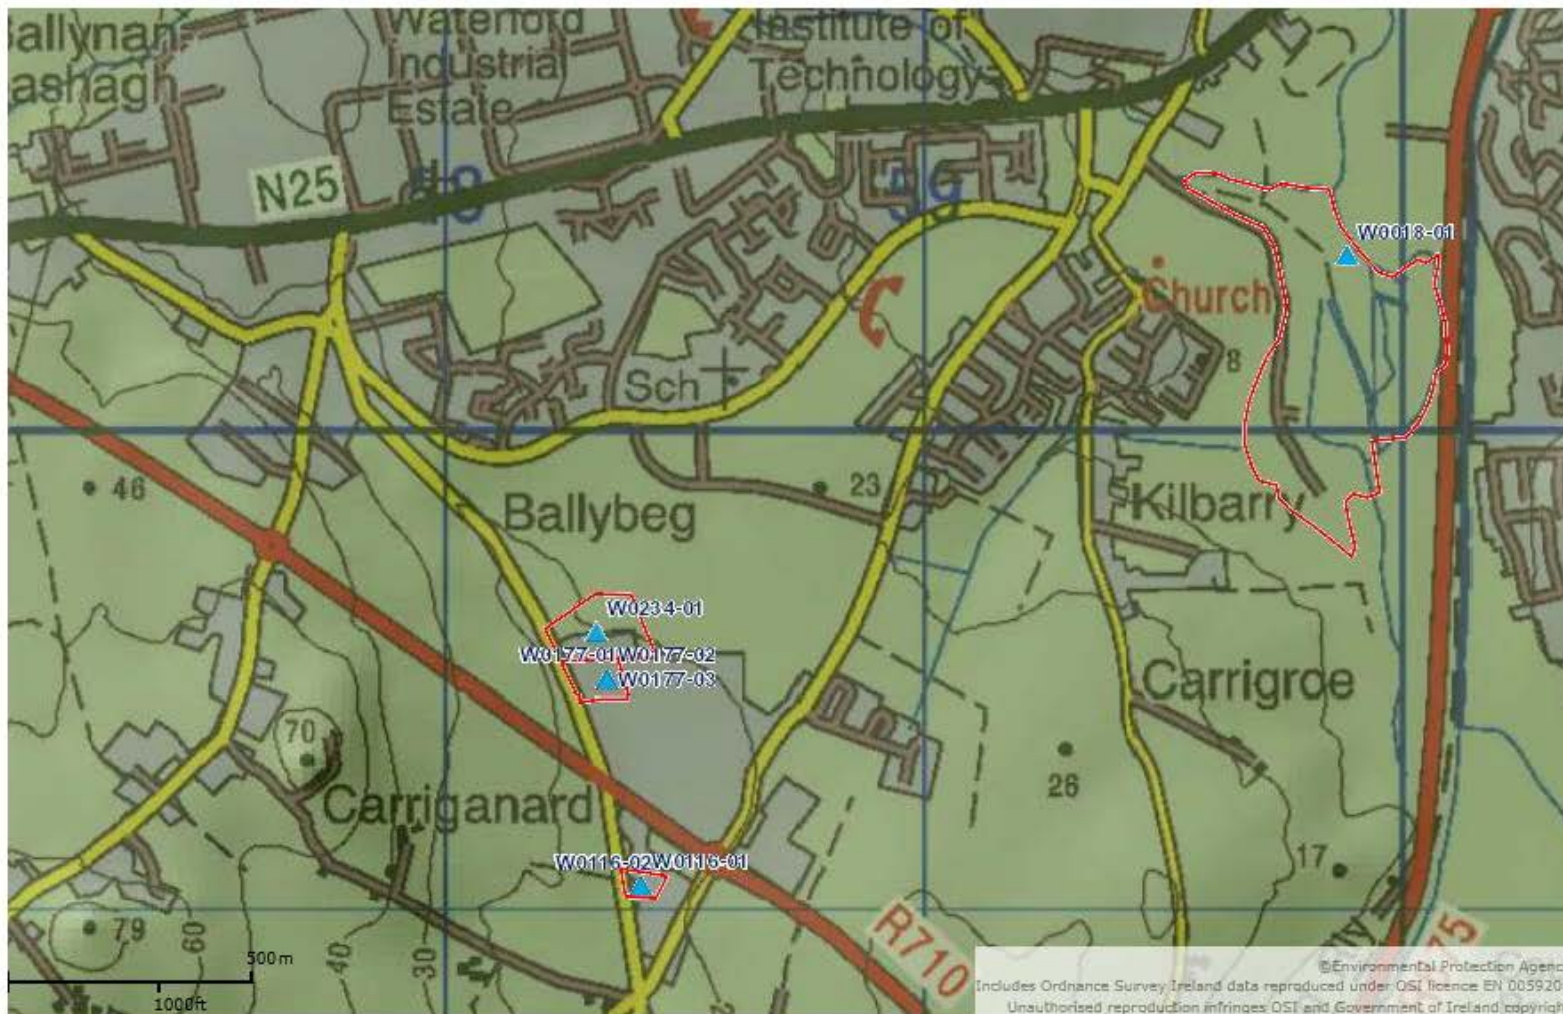 Ballynan
Waterford
Institute of
Industrial
Technology
Estate
N25
59
W0018-01
Church
8
Sch
46
23
Ballybeg
Kilbarry
W0234-01
W0177-01W0177-02
W0177-03
Carrigroe
70
26
Carriganard
17
W0116-02W0116-01
79
60
40
30
R710
500m
1000ft
©Environmental Protection Agenc
Includes Ordnance Survey Ireland data reproduced under OSI licence EN 005920
Unauthorised reproduction infringes OSI and Government of Ireland copyrigh